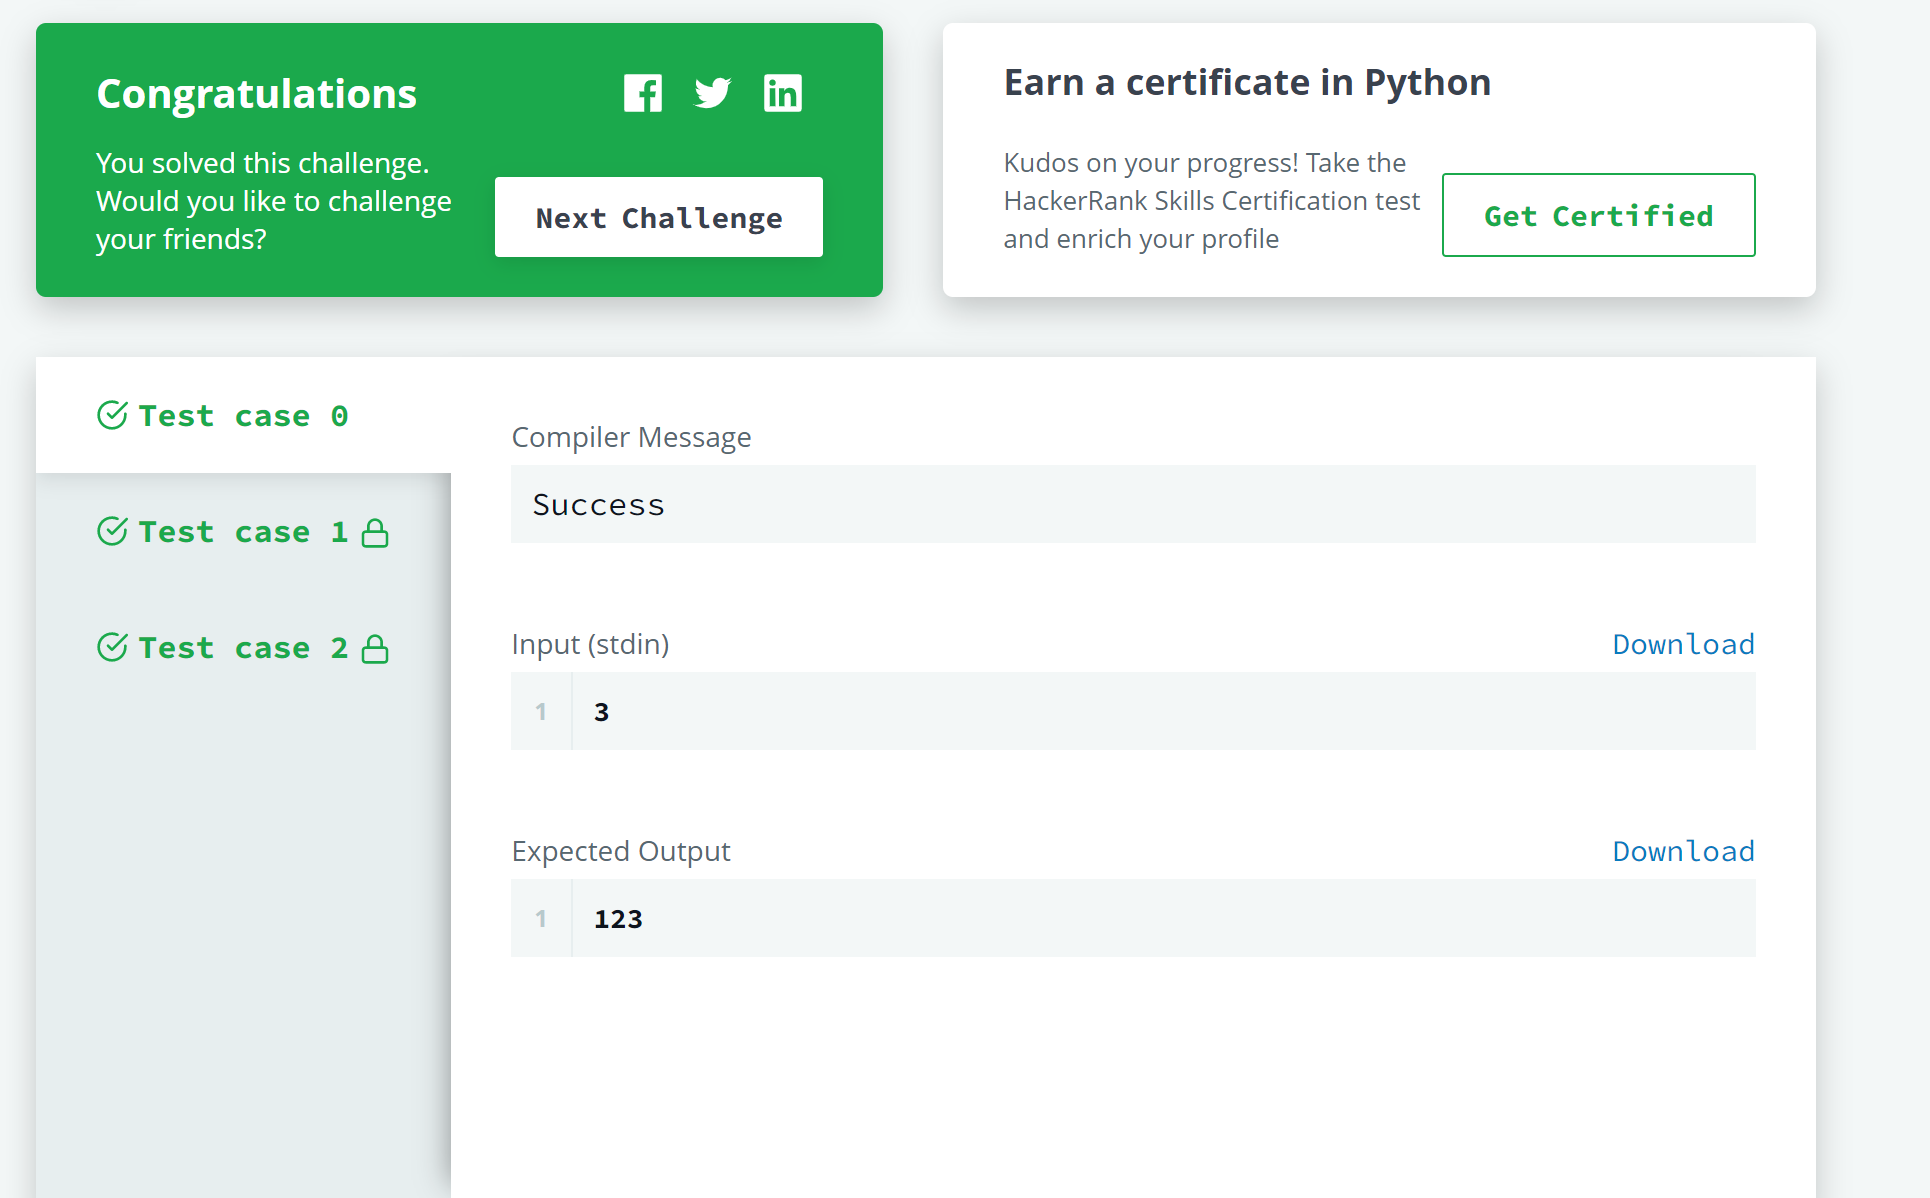 Congratulations
You solved this challenge.
Would you like to challenge
your friends?
Next Challenge
Earn a certificate in Python
Kudos on your progress! Take the
HackerRank Skills Certification test
and enrich your profile
Get Certified
Test case 0
Test case 1
Test case 2
Compiler Message
Success
Input (stdin)
Download
1 3
Expected Output
Download
1 123